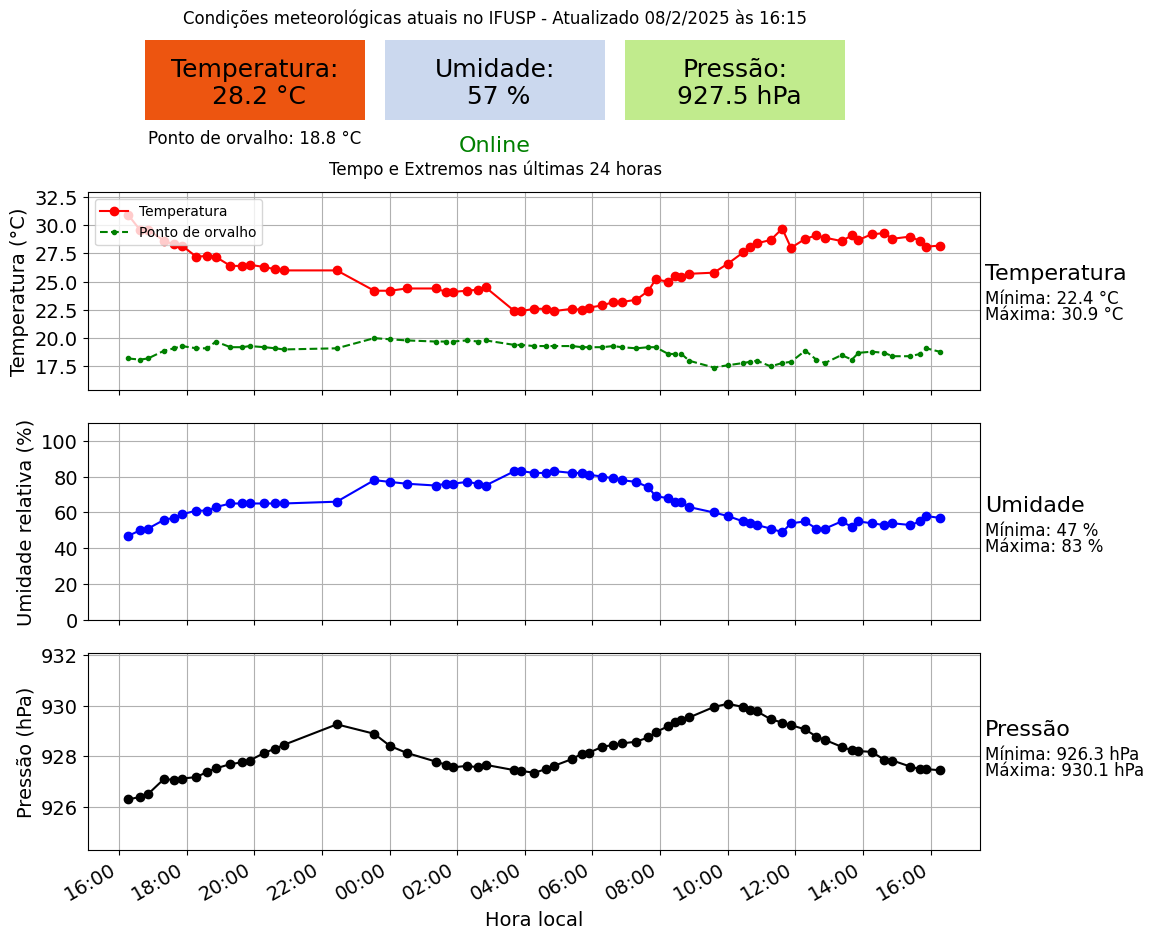 Condições meteorológicas atuais no IFUSP - Atualizado 08/2/2025 às 16:15
Temperatura:
28.2 °C
Umidade:
57 %
Pressão:
927.5 hPa
Ponto de orvalho: 18.8 °C
Online
Tempo e Extremos nas últimas 24 horas
Temperatura (°C)
32.5
30.0
27.5
25.0
22.5
20.0
17.5
Temperatura
Ponto de orvalho
Temperatura
Mínima: 22.4 °C
Máxima: 30.9 °C
Umidade relativa (%)
100
80
60
40
20
0
Umidade
Mínima: 47 %
Máxima: 83 %
Pressão (hPa)
932
930
928
926
Pressão
Mínima: 926.3 hPa
Máxima: 930.1 hPa
16:00
18:00
20:00
22:00
00:00
02:00
04:00
06:00
08:00
10:00
12:00
14:00
16:00
Hora local